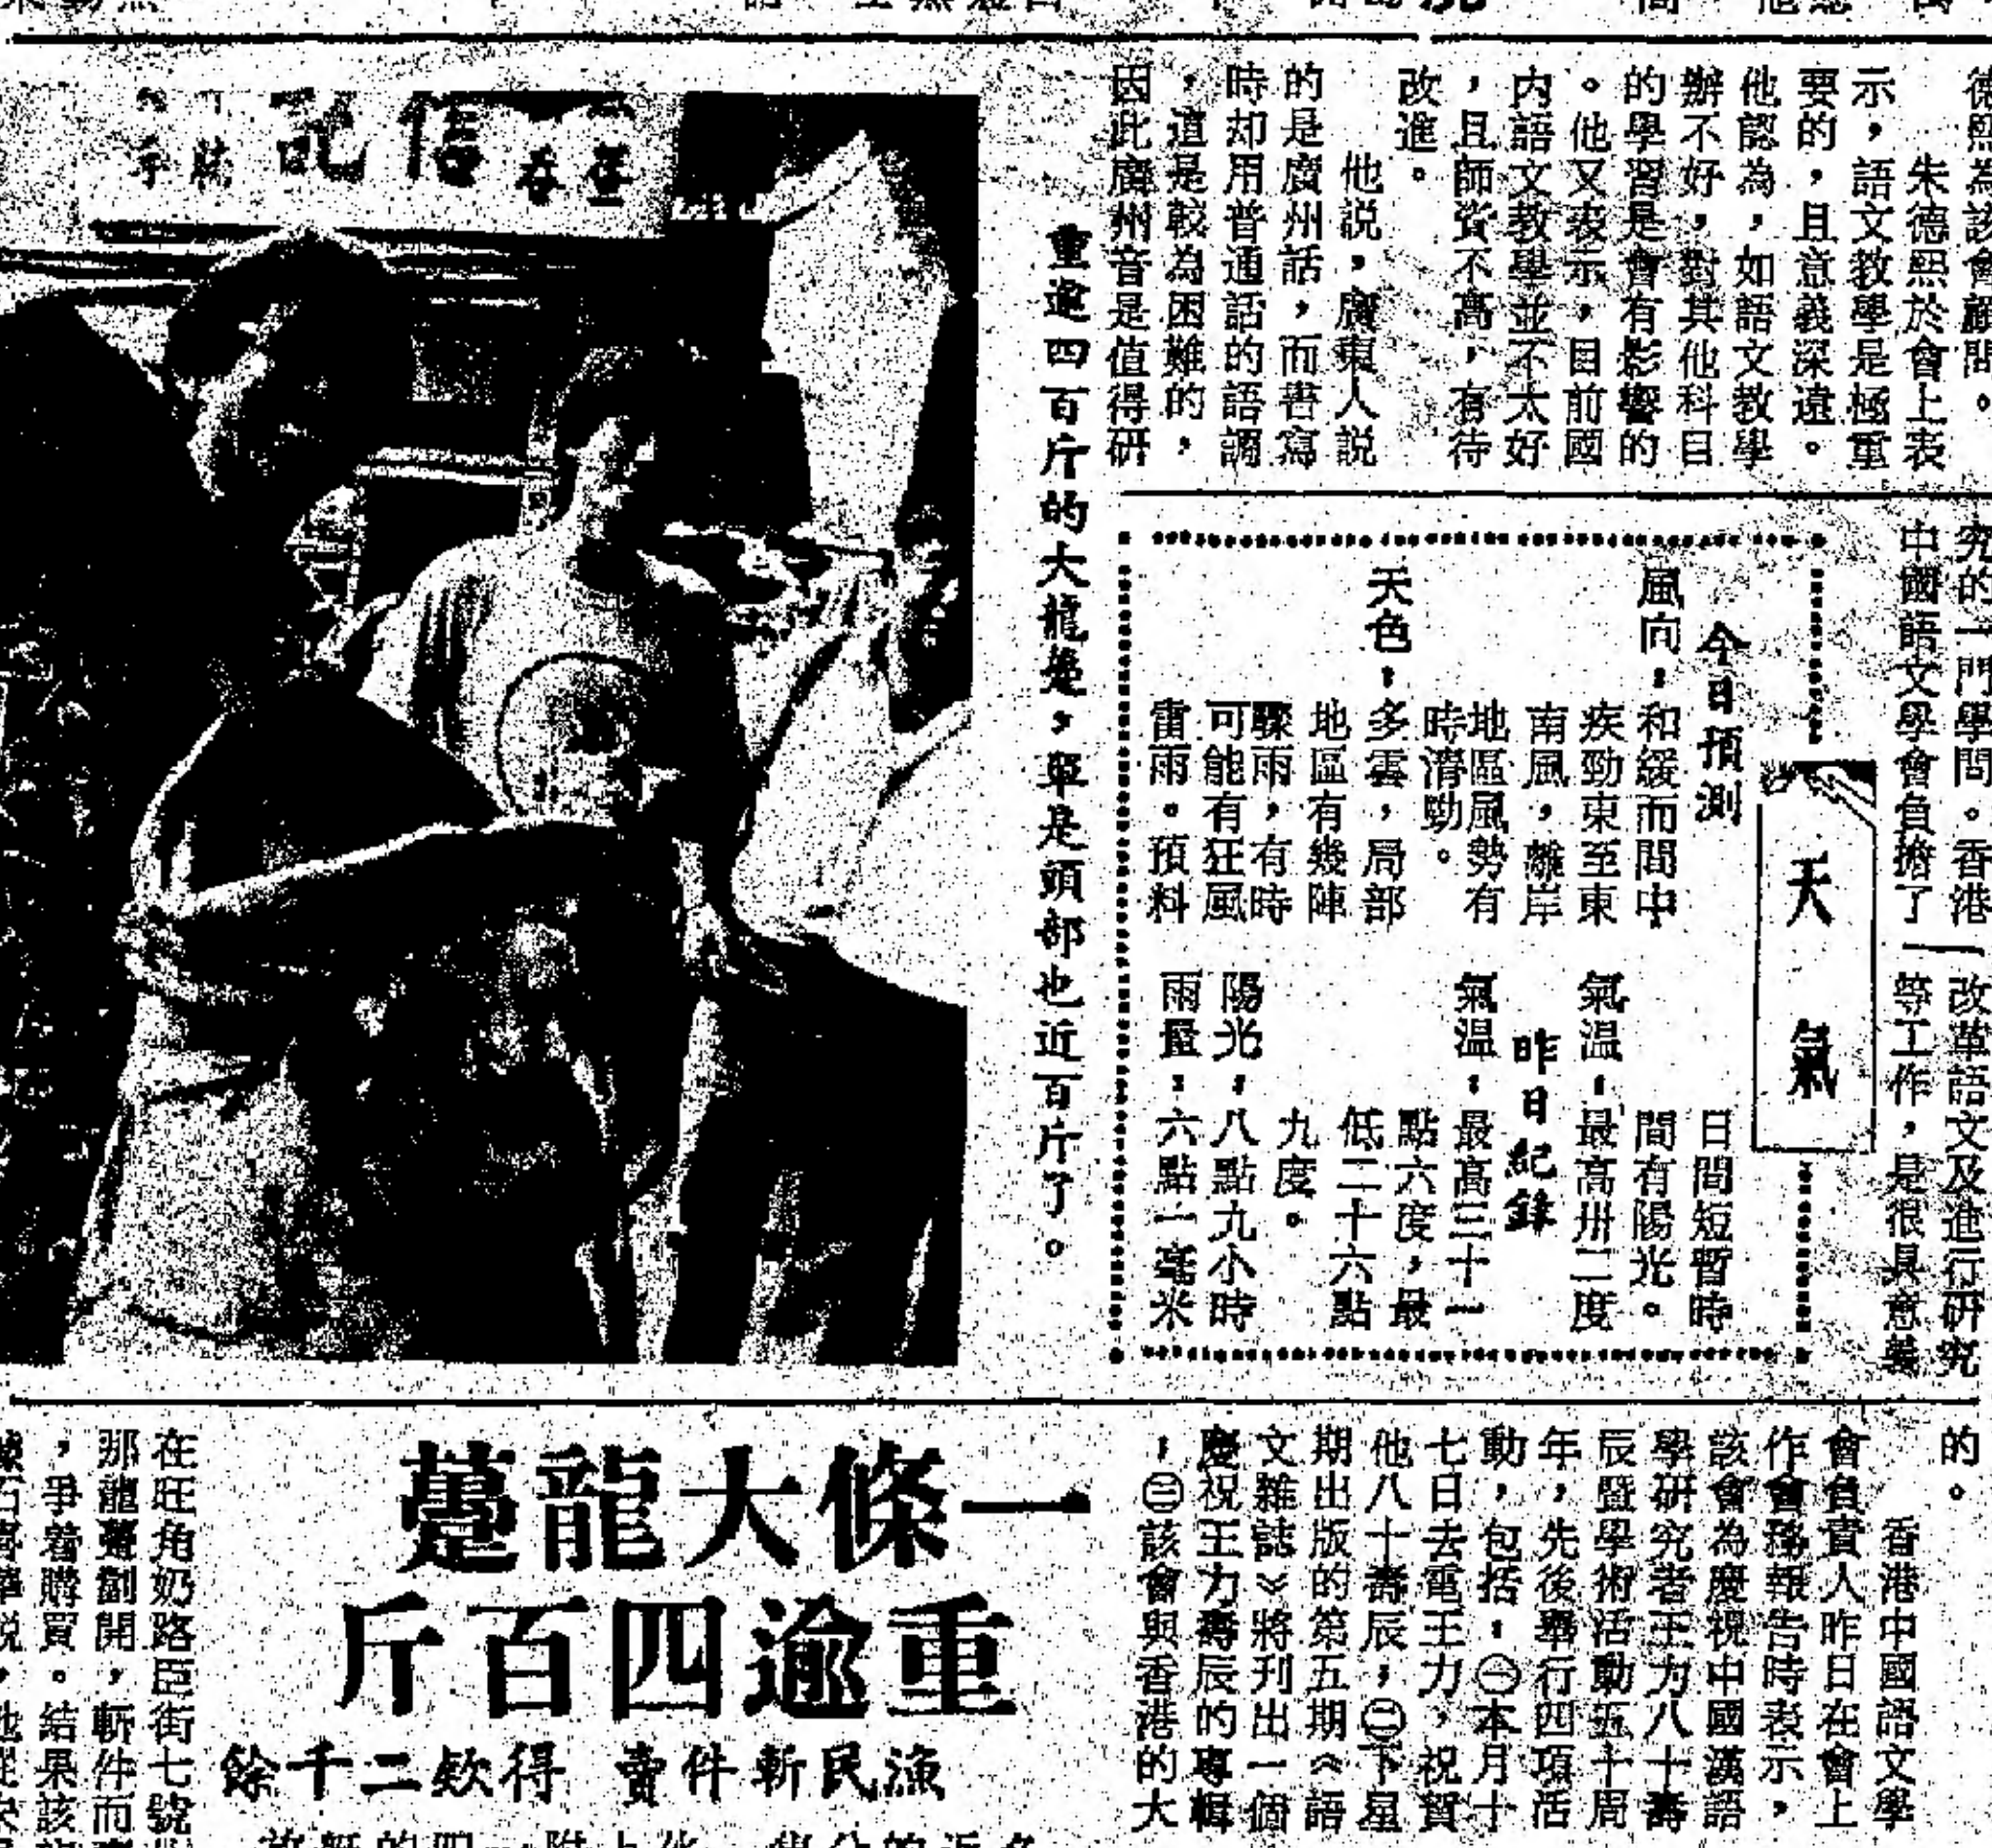 德熙為該會顧問。
朱德熙於會上表
示，語文教學是極重
要的，且意義深遠。
他認為，如語文教學
辦不好，對其他科目
的學習是會有影響的
。他又表示，目前國
内語文教學並不太好
，且師資不高，有待
改進。
他説，廣東人説
的是廣州話，而書寫
時却用普通話的語調
，這是較為困難的，
因此廣州音是值得研
究的一門學問。香港
中國語文學會負擔了
改革語文及進行研究
等工作，是很具意義
的。
香港中國語文學
會負責人昨日在會上
作會務報告時表示，
該會為慶祝中國漢語
學研究者王力八十壽
辰暨學術活動五十周
年，先後舉行四項活
動，包括：㊀本月十
七日去電王力，祝賀
他八十壽辰；㊁下星
期出版的第五期《語
文雜誌》將刊出一個
慶祝王力壽辰的專輯
，㊂該會與香港的大
天氣
今日預測
風向：和緩而間中
疾勁東至東
南風，離岸
地區風勢有
時清勁。
天色：多雲，局部
地區有幾陣
驟雨，有時
可能有狂風
雷雨。預料
日間短暫時
間有陽光。
氣溫：最高卅二度
昨日紀錄
氣溫：最高三十一
點六度，最
低二十六點
九度。
陽光：八點九小時
雨量：六點一毫米
重逾四百斤的大龍躉，單是頭部也近百斤了。
信記
一條大龍躉
重逾四百斤
漁民斬件賣 得欵二千餘
在旺角奶路臣街七號
那龍躉劏開，斬件而
，爭着購買。結果該